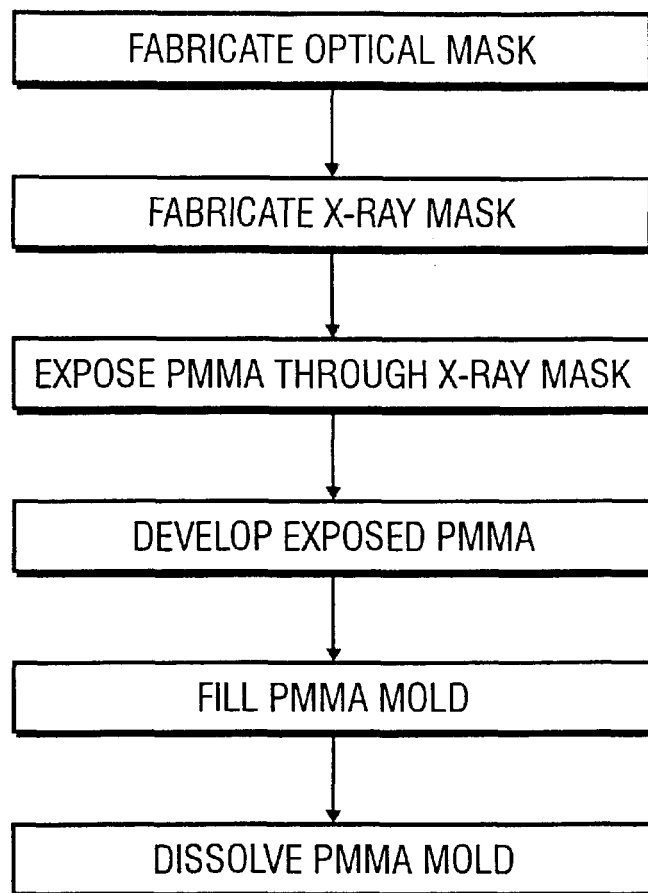 FABRICATE OPTICAL MASK
FABRICATE X-RAY MASK
EXPOSE PMMA THROUGH X-RAY MASK
DEVELOP EXPOSED PMMA
FILL PMMA MOLD
DISSOLVE PMMA MOLD